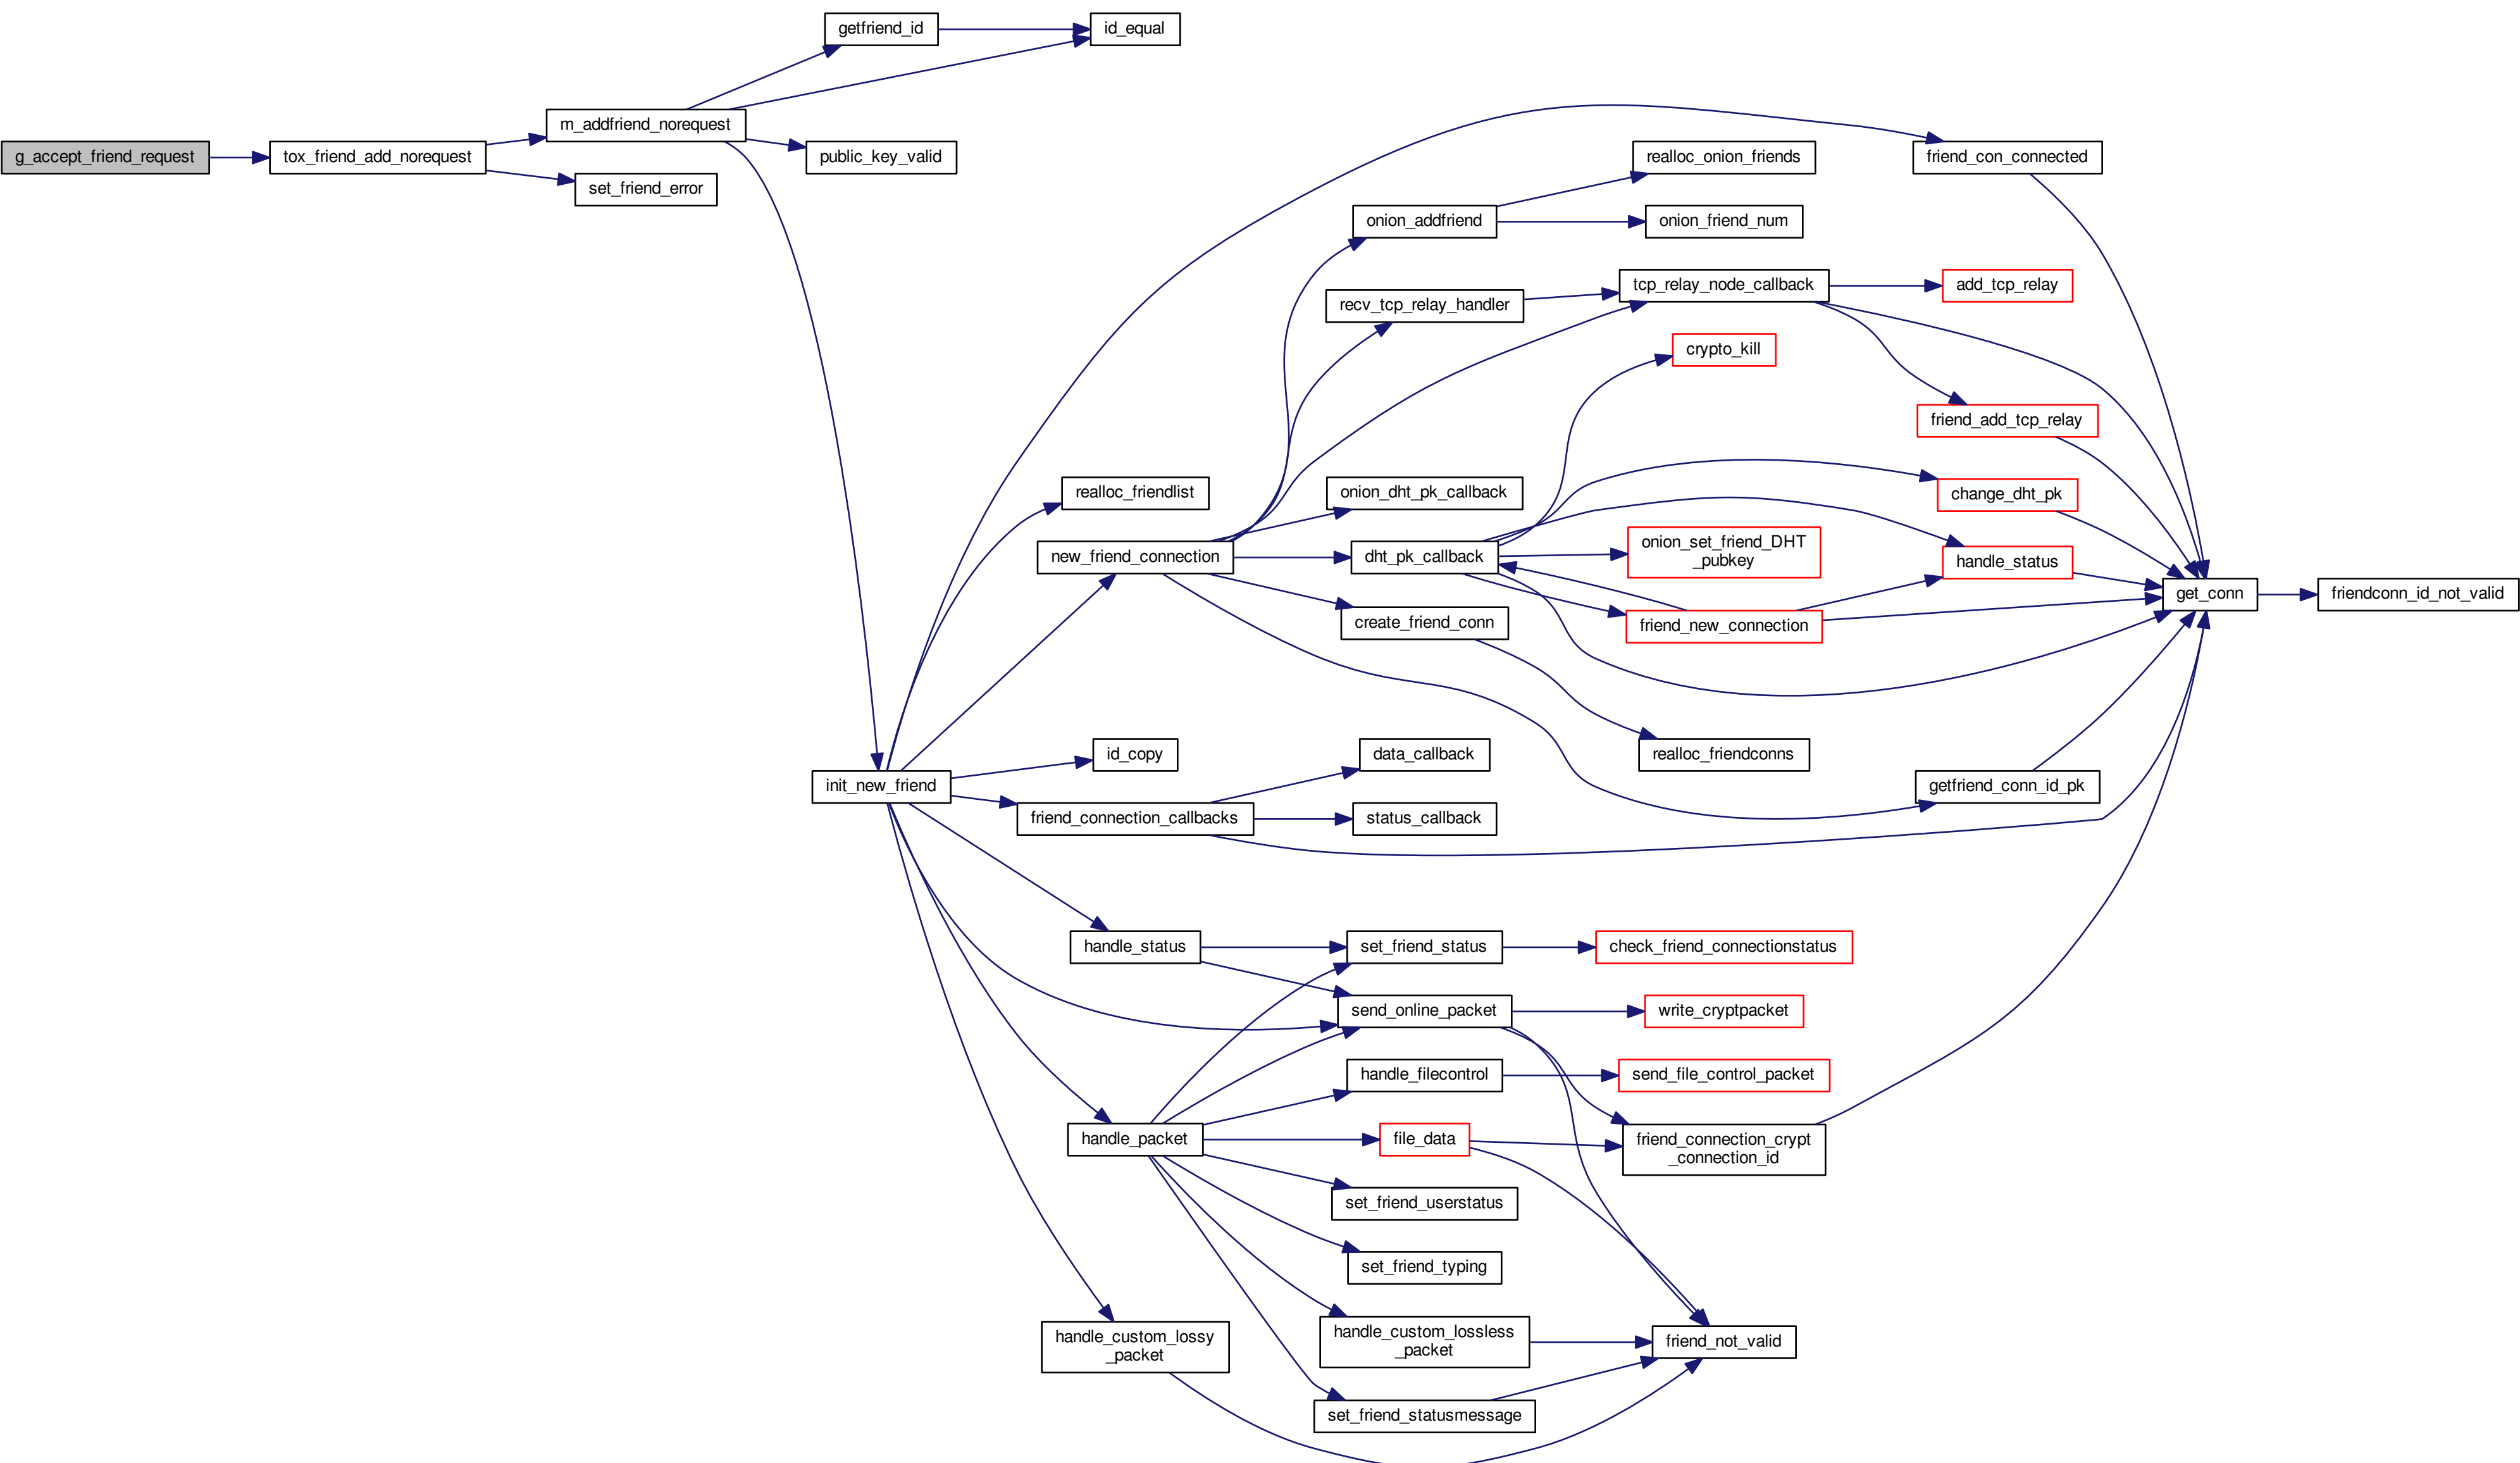 getfriend_id
id_equal
m_addfriend_norequest
g_accept_friend_request
tox_friend_add_norequest
public_key_valid
set_friend_error
realloc_onion_friends
friend_con_connected
onion_addfriend
onion_friend_num
recv_tcp_relay_handler
tcp_relay_node_callback
add_tcp_relay
crypto_kill
friend_add_tcp_relay
realloc_friendlist
onion_dht_pk_callback
change_dht_pk
new_friend_connection
dht_pk_callback
onion_set_friend_DHT
_pubkey
handle_status
create_friend_conn
friend_new_connection
get_conn
friendconn_id_not_valid
id_copy
data_callback
realloc_friendconns
init_new_friend
getfriend_conn_id_pk
friend_connection_callbacks
status_callback
handle_status
set_friend_status
check_friend_connectionstatus
send_online_packet
write_cryptpacket
handle_filecontrol
send_file_control_packet
handle_packet
file_data
friend_connection_crypt
_connection_id
set_friend_userstatus
set_friend_typing
handle_custom_lossy
_packet
handle_custom_lossless
_packet
friend_not_valid
set_friend_statusmessage